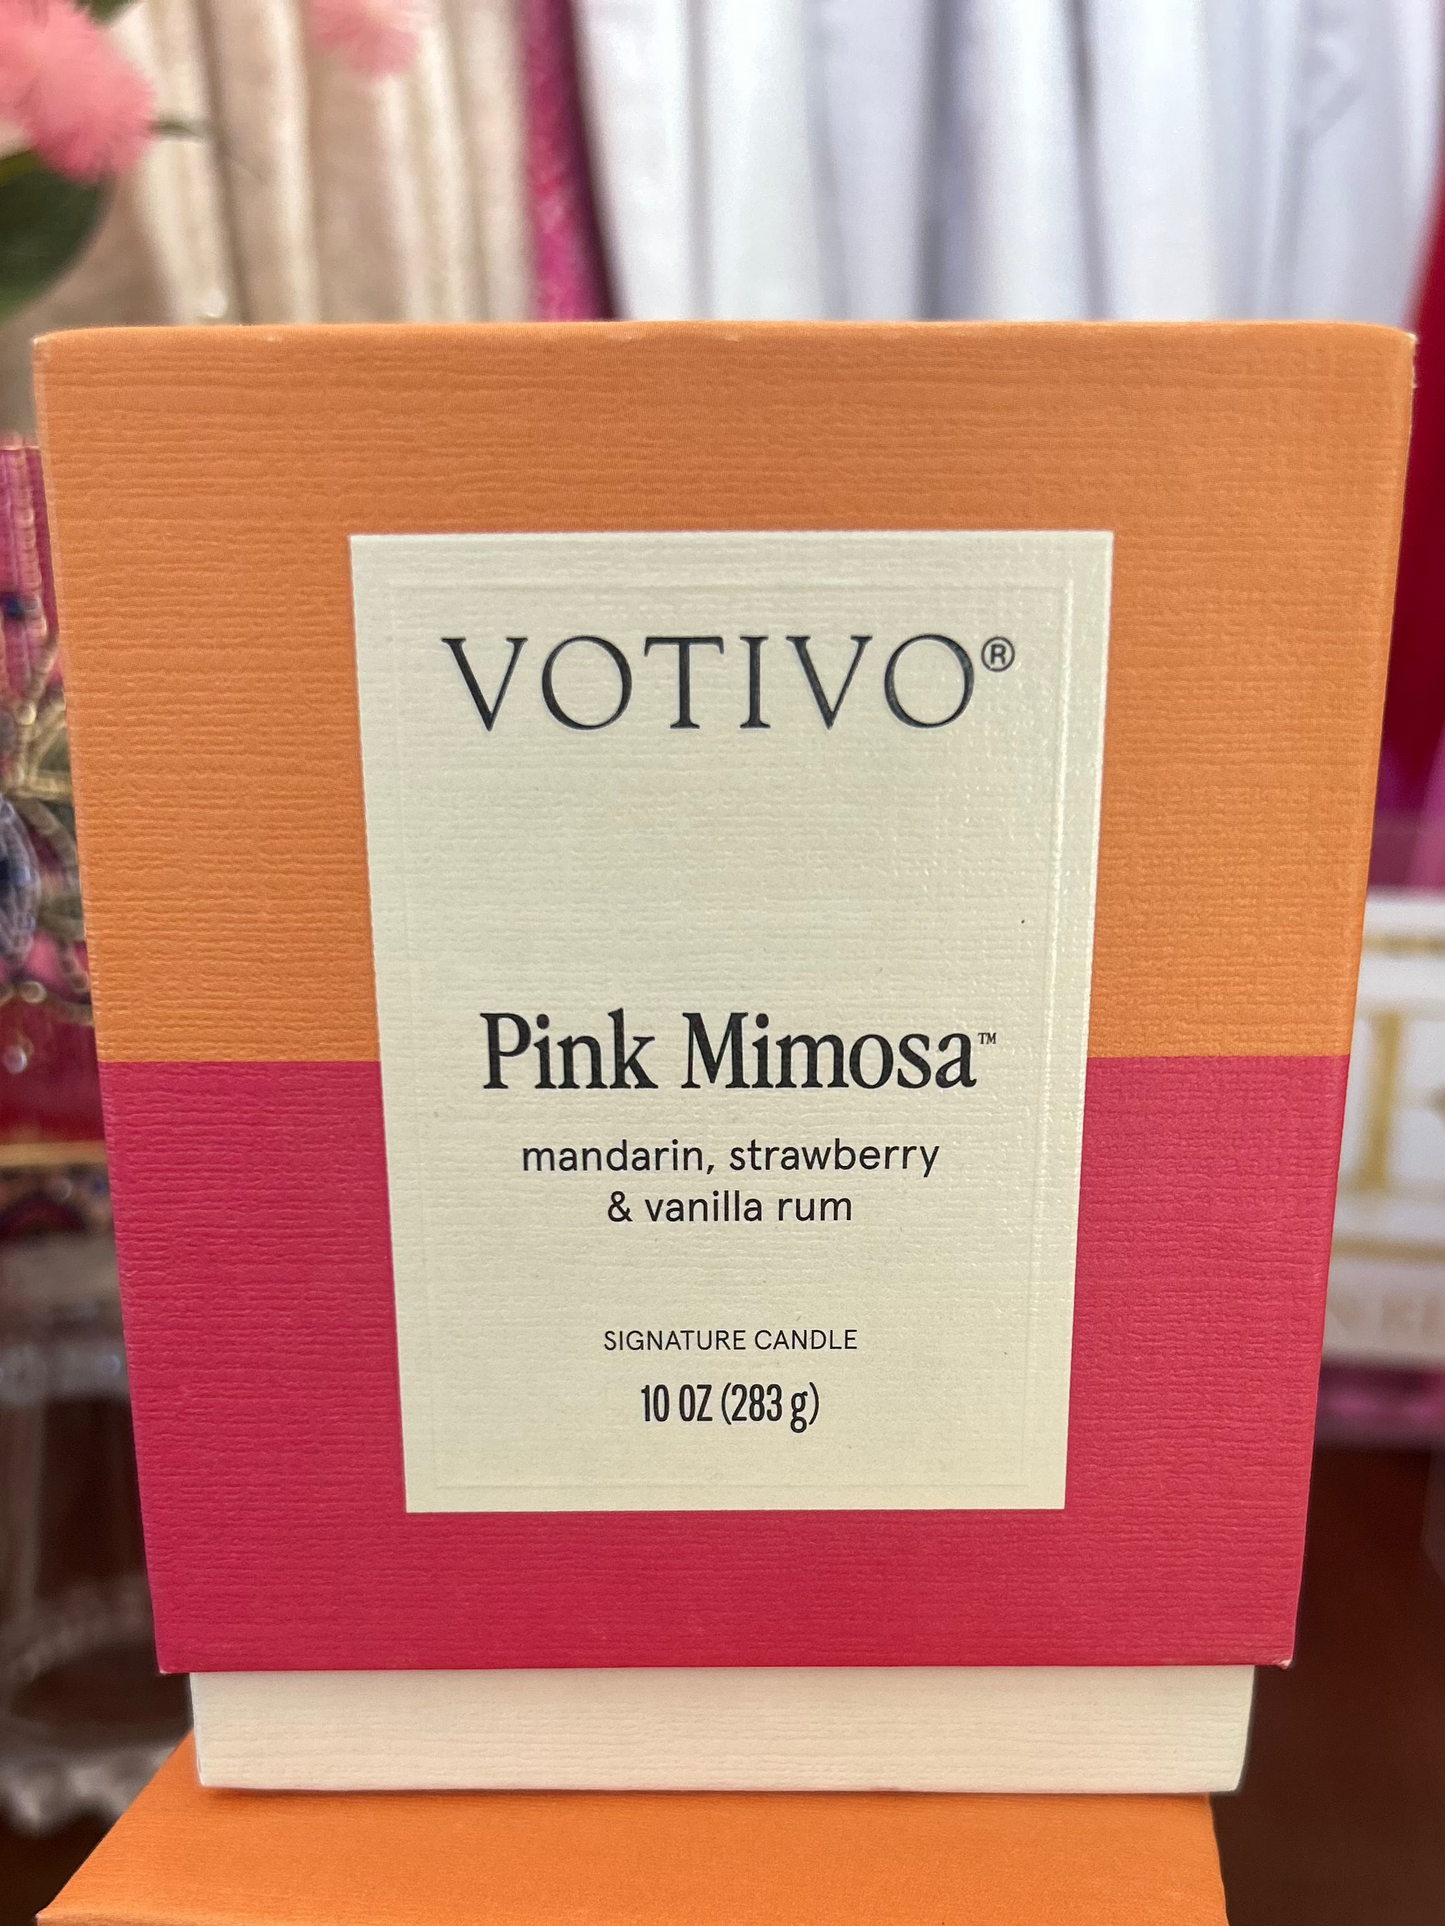 VOTIVO®
Pink Mimosa™
mandarin, strawberry
& vanilla rum
SIGNATURE CANDLE
10 OZ (283 g)